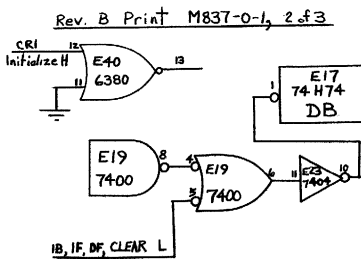 Rev. B Print M837-0-1, 2 of 3
CR1
Initialize H
12
11
E40
6380
13
1
E17
74H74
DB
E19
7400
8
4
5
E19
7400
6
11
E23
7404
10
IB, IF, DF, CLEAR L